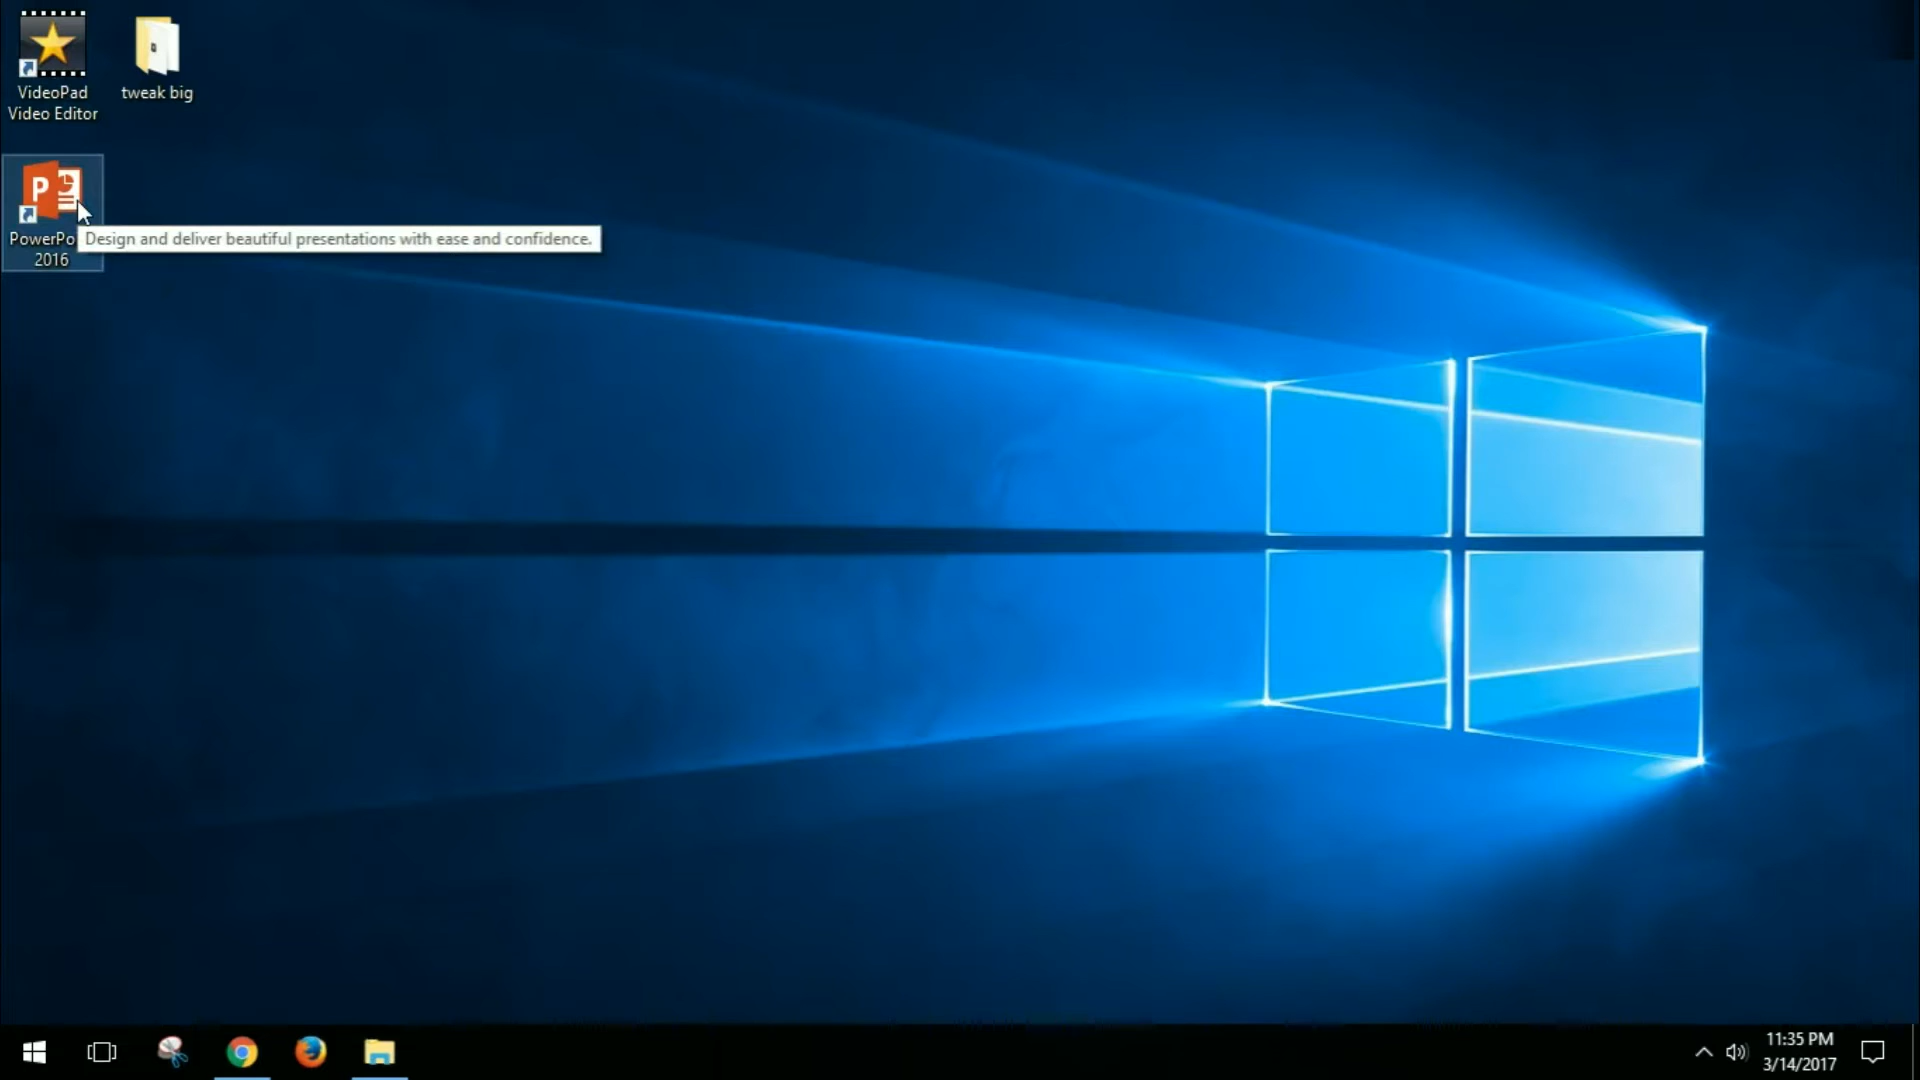 VideoPad
Video Editor
tweak big
P
PowerPo
2016
Design and deliver beautiful presentations with ease and confidence.
11:35 PM
3/14/2017